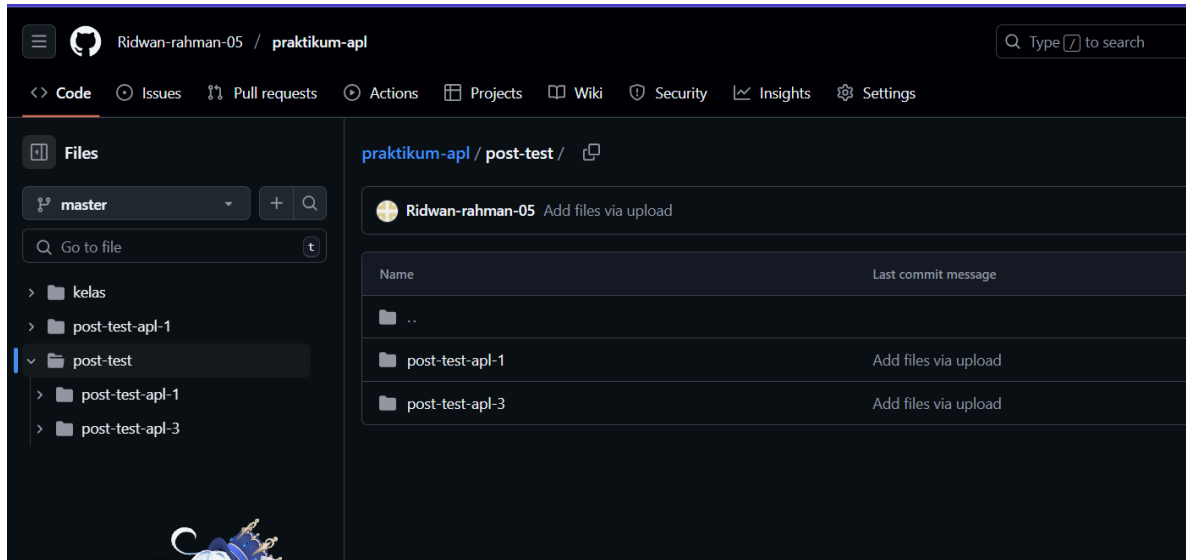 Ridwan-rahman-05 / praktikum-apl
Type / to search
Code Issues Pull requests Actions Projects Wiki Security Insights Settings
Files
master
Go to file t
kelas
post-test-apl-1
post-test
post-test-apl-1
post-test-apl-3
praktikum-apl / post-test /
Ridwan-rahman-05 Add files via upload
Name Last commit message
..
post-test-apl-1 Add files via upload
post-test-apl-3 Add files via upload